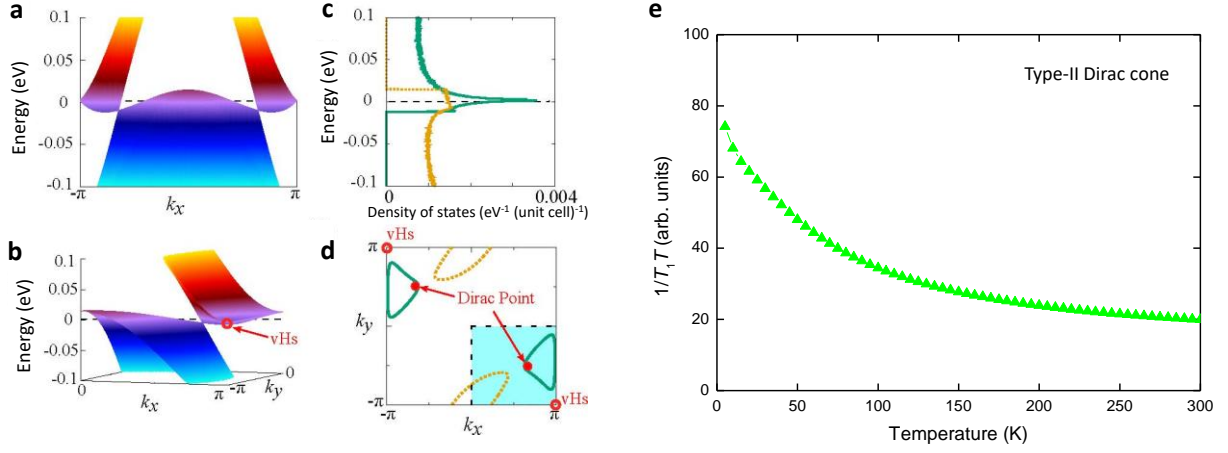 a
Energy (eV)
0.1
0.05
0
-0.05
-0.1
-π
π
kx
b
Energy (eV)
0.1
0.05
0
-0.05
-0.1
vHs
0
kx
π
-π
ky
0
c
Energy (eV)
0.1
0.05
0
-0.05
-0.1
0
0.004
Density of states (eV⁻¹ (unit cell)⁻¹
d
vHs
π
Dirac Point
ky
-π
vHs
-π
kx
π
e
Type-II Dirac cone
1/T₁T (arb. units)
100
80
60
40
20
0
0 50 100 150 200 250 300
Temperature (K)